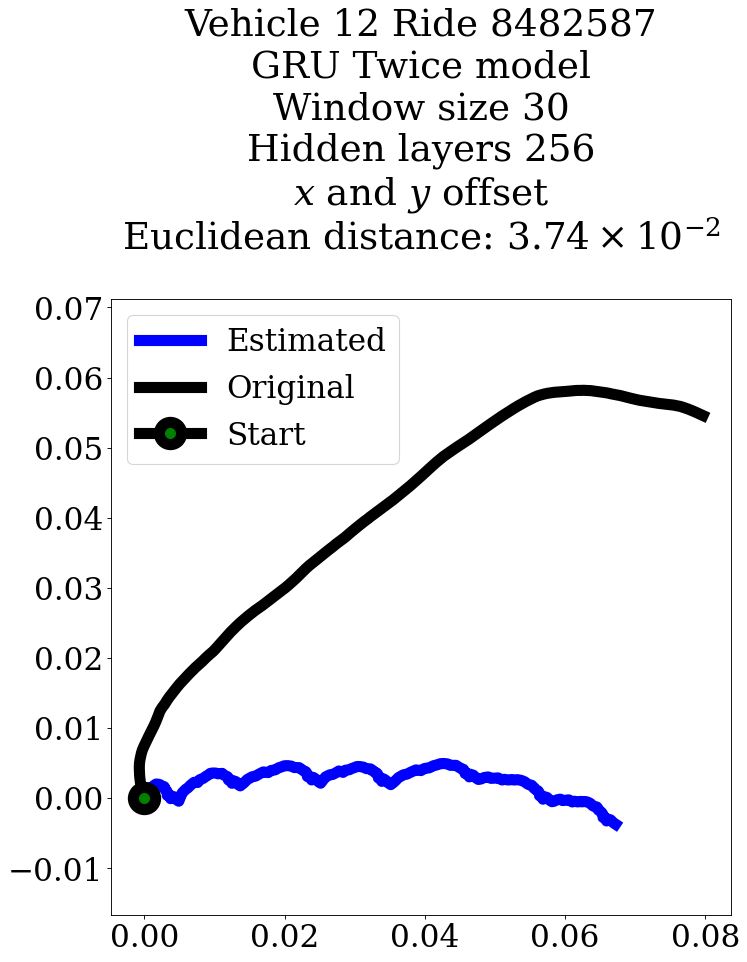 Vehicle 12 Ride 8482587
GRU Twice model
Window size 30
Hidden layers 256
x and y offset
Euclidean distance: 3.74 × 10⁻²
0.07
0.06
0.05
0.04
0.03
0.02
0.01
0.00
−0.01
Estimated
Original
Start
0.00 0.02 0.04 0.06 0.08